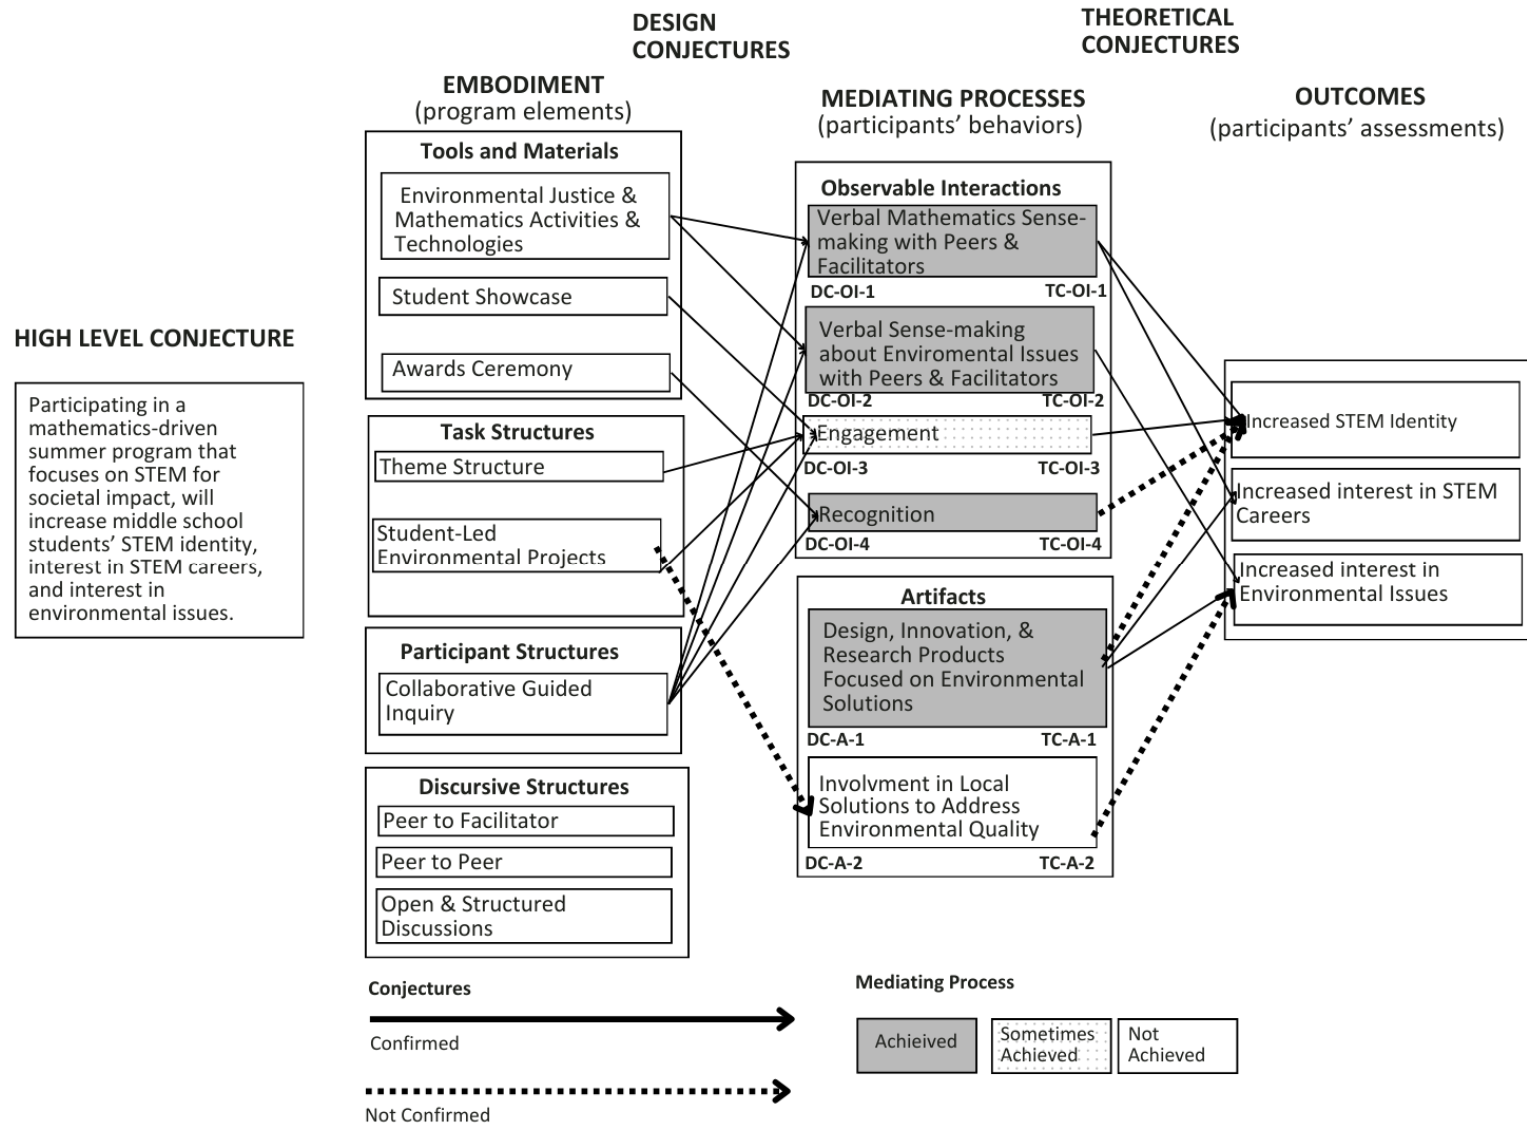 DESIGN
CONJECTURES
THEORETICAL
CONJECTURES
EMBODIMENT
(program elements)
MEDIATING PROCESSES
(participants’ behaviors)
OUTCOMES
(participants’ assessments)
HIGH LEVEL CONJECTURE
Participating in a
mathematics-driven
summer program that
focuses on STEM for
societal impact, will
increase middle school
students’ STEM identity,
interest in STEM careers,
and interest in
environmental issues.
Tools and Materials
Environmental Justice &
Mathematics Activities &
Technologies
Student Showcase
Awards Ceremony
Task Structures
Theme Structure
Student-Led
Environmental Projects
Participant Structures
Collaborative Guided
Inquiry
Discursive Structures
Peer to Facilitator
Peer to Peer
Open & Structured
Discussions
Observable Interactions
Verbal Mathematics Sense-
making with Peers &
Facilitators
DC-OI-1 TC-OI-1
Verbal Sense-making
about Enviromental Issues
with Peers & Facilitators
DC-OI-2 TC-OI-2
Engagement
DC-OI-3 TC-OI-3
Recognition
DC-OI-4 TC-OI-4
Artifacts
Design, Innovation, &
Research Products
Focused on Environmental
Solutions
DC-A-1 TC-A-1
Involvment in Local
Solutions to Address
Environmental Quality
DC-A-2 TC-A-2
Increased STEM Identity
Increased interest in STEM
Careers
Increased interest in
Environmental Issues
Conjectures
Confirmed
Not Confirmed
Mediating Process
Achieived
Sometimes
Achieved
Not
Achieved